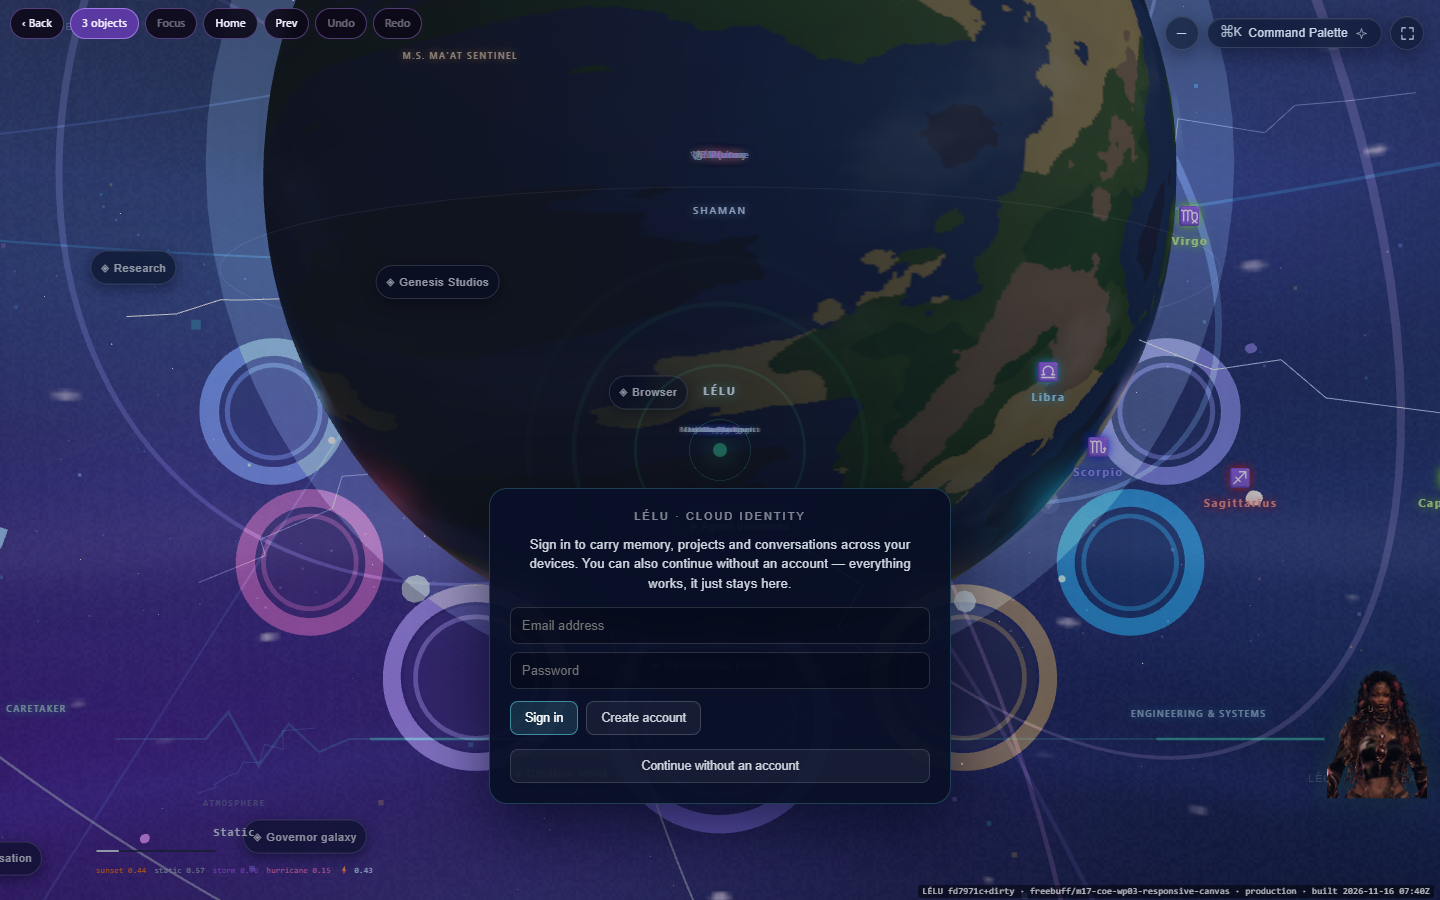 ‹ Back
3 objects
Focus
Home
Prev
Undo
Redo
⌘K Command Palette
M.S. MA'AT SENTINEL
SHAMAN
Virgo
Research
Genesis Studios
Browser
LÉLU
Libra
Scorpio
Sagittarius
Cap
LÉLU · CLOUD IDENTITY
Sign in to carry memory, projects and conversations across your
devices. You can also continue without an account — everything
works, it just stays here.
Email address
Password
Sign in
Create account
Continue without an account
CARETAKER
ENGINEERING & SYSTEMS
ATMOSPHERE
Static
Governor galaxy
sation
sunset 0.44 static 0.57 storm hurricane 0.15 0.43
LÉLU fd7971c+dirty · freebuff/m17-coe-wp03-responsive-canvas · production · built 2026-11-16 07:40Z